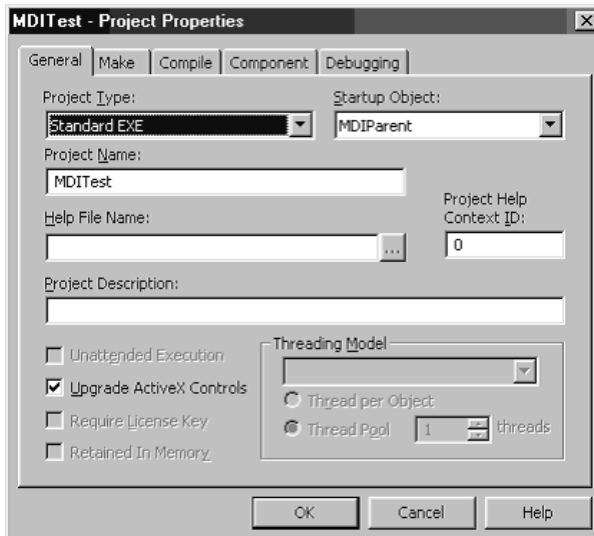 MDITest - Project Properties
General Make Compile Component Debugging
Project Type: Startup Object:
Standard EXE MDIParent
Project Name:
MDITest
Project Help
Context ID:
Help File Name:
... 0
Project Description:
Unattended Execution
Upgrade ActiveX Controls
Require License Key
Retained In Memory
Threading Model
Thread per Object
Thread Pool 1 threads
OK Cancel Help